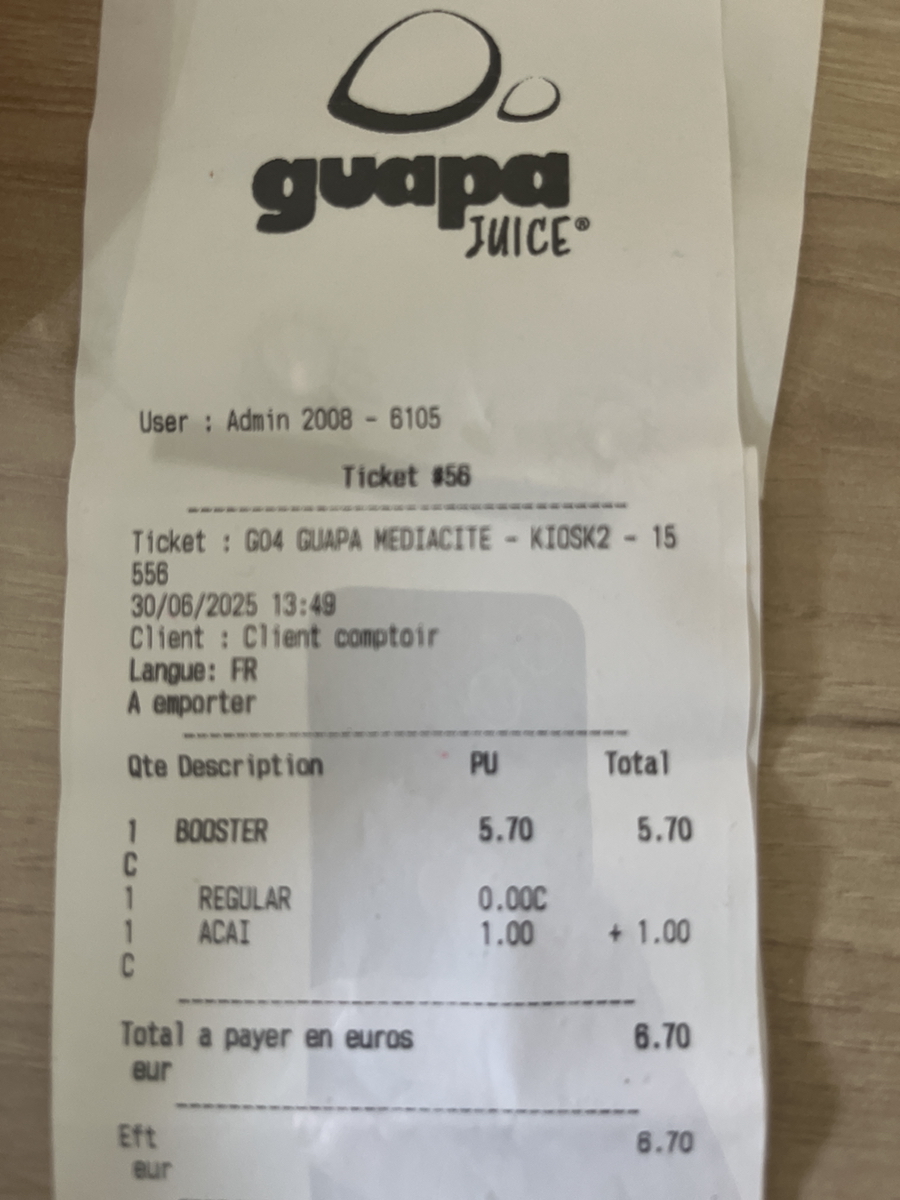 guapa
JUICE®
User : Admin 2008 - 6105
Ticket #56
Ticket : G04 GUAPA MEDIACITE - KIOSK2 - 15
556
30/06/2025 13:49
Client : Client comptoir
Langue: FR
A emporter
Qte Description PU Total
1 BOOSTER 5.70 5.70
C
1 REGULAR 0.00C
1 ACAI 1.00 + 1.00
C
Total a payer en euros 6.70
eur
Eft 6.70
eur